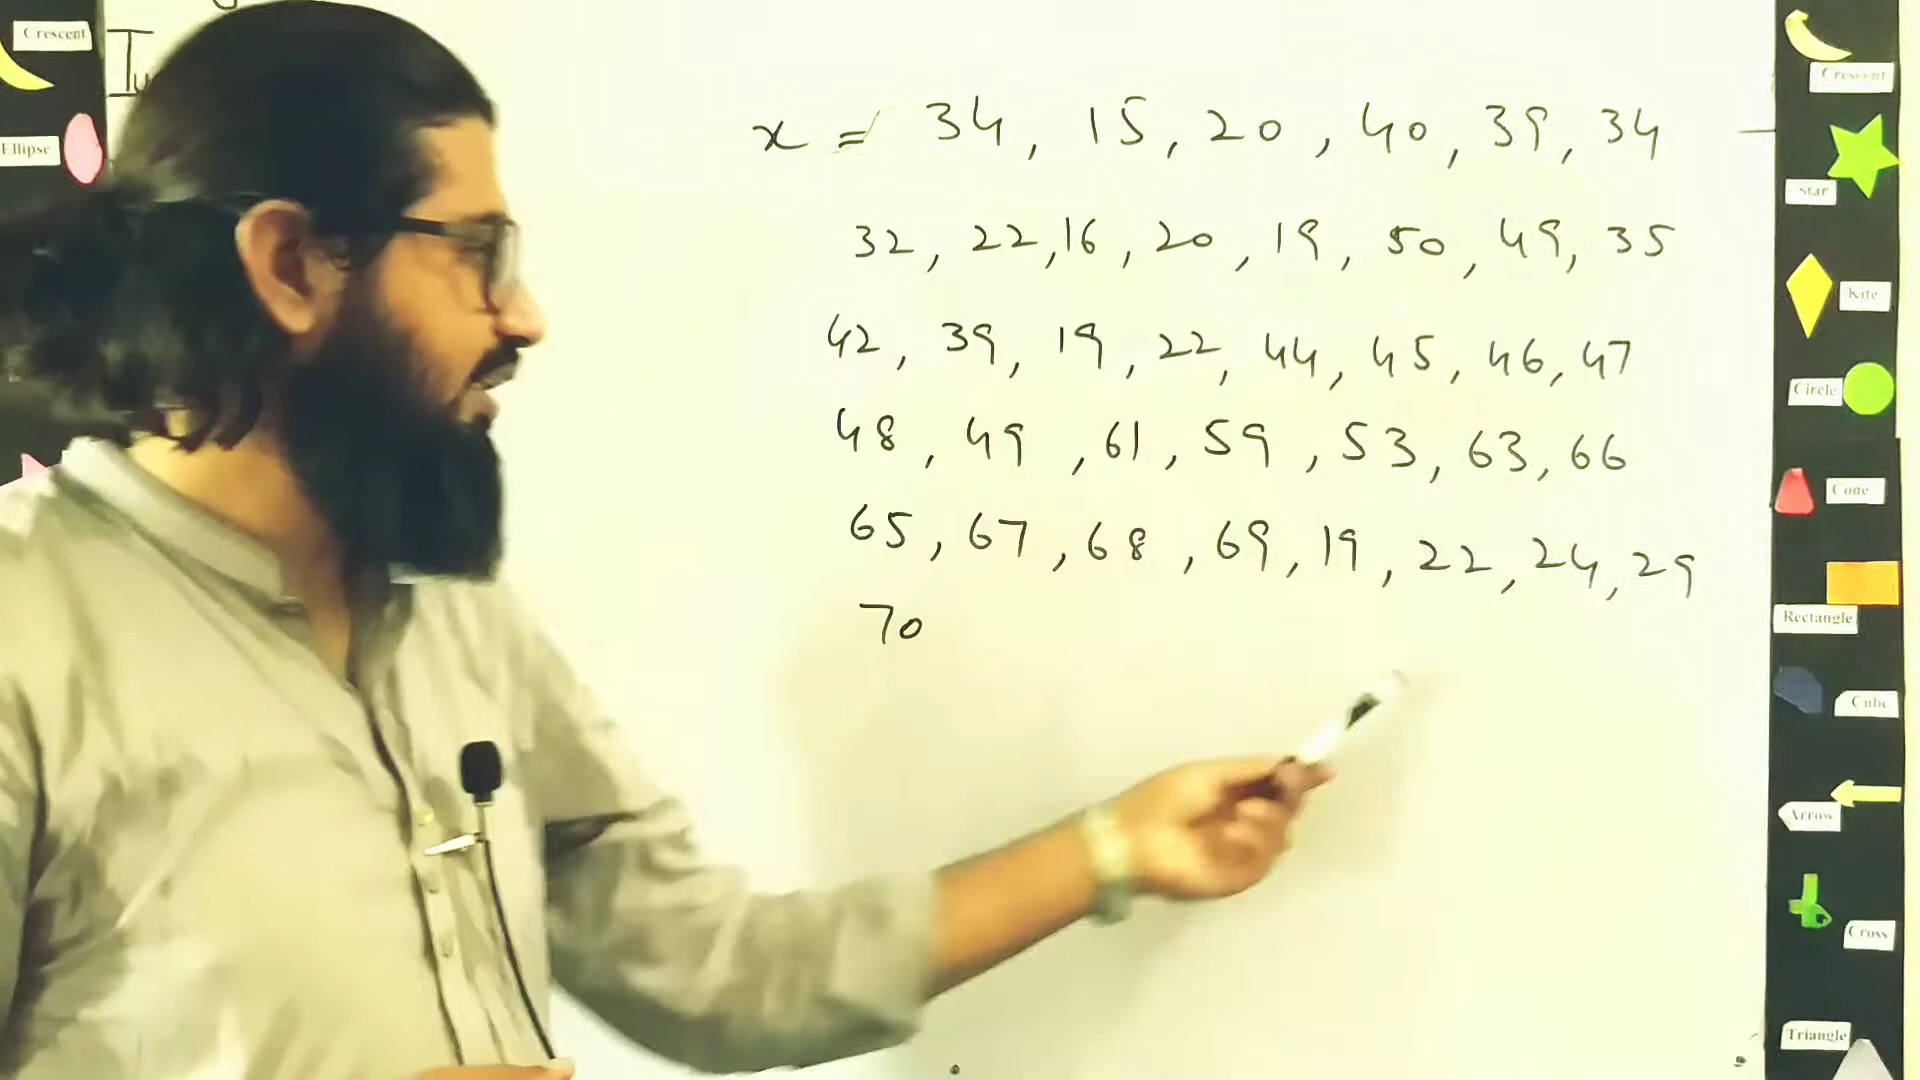 x = 34, 15, 20, 40, 39, 34
32, 22, 16, 20, 19, 50, 49, 35
42, 39, 19, 22, 44, 45, 46, 47
48, 49, 61, 59, 53, 63, 66
65, 67, 68, 69, 19, 22, 24, 29
70
Crescent
Ellipse
Crescent
Star
Kite
Circle
Cone
Rectangle
Cube
Arrow
Cross
Triangle